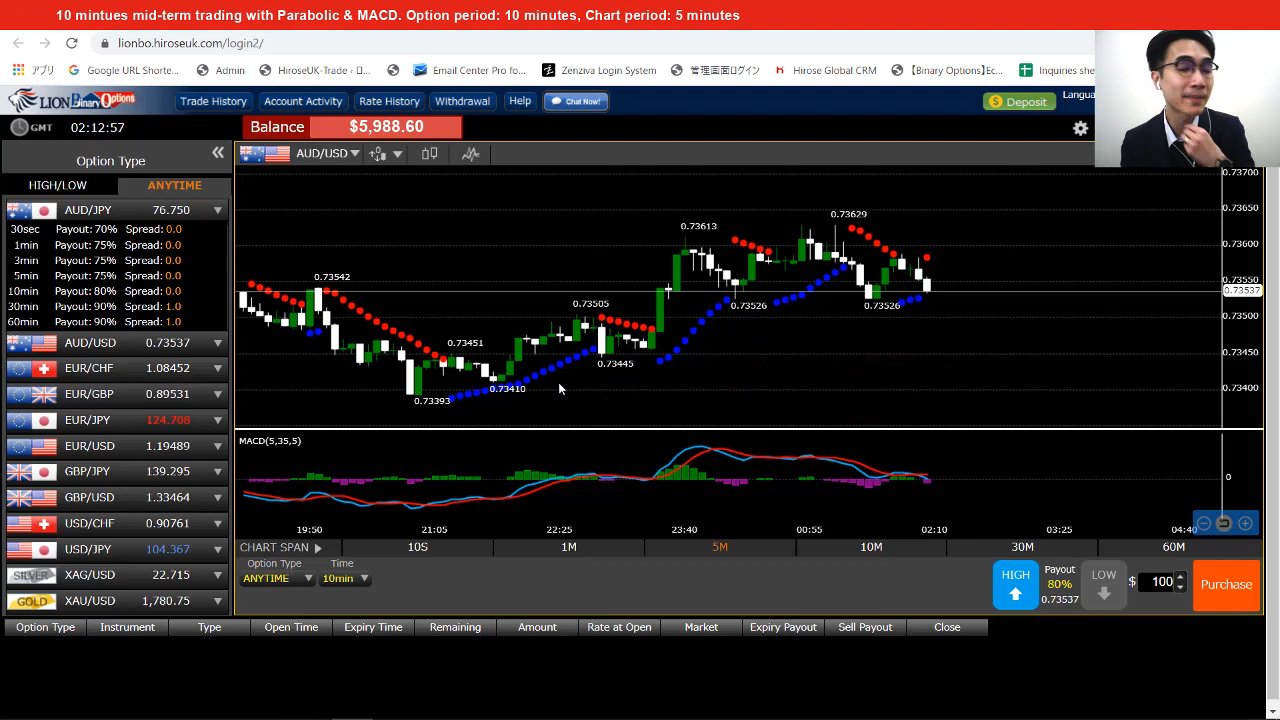 10 mintues mid-term trading with Parabolic & MACD. Option period: 10 minutes, Chart period: 5 minutes
lionbo.hiroseuk.com/login2/
アプリ Google URL Shorte... Admin HiroseUK-Trade ‹ ロ... Email Center Pro-... Zenziva Login System 管理画面ログイン Hirose Global CRM 【Binary Options】Ec... Inquiries she
LION Binary Options Trade History Account Activity Rate History Withdrawal Help Chat Now! $ Deposit Langua
GMT 02:12:57 Balance $5,988.60
Option Type « AUD/USD
HIGH/LOW ANYTIME
AUD/JPY 76.750
30sec Payout: 70% Spread: 0.0
1min Payout: 75% Spread: 0.0
3min Payout: 75% Spread: 0.0
5min Payout: 75% Spread: 0.0
10min Payout: 80% Spread: 0.0
30min Payout: 90% Spread: 1.0
60min Payout: 90% Spread: 1.0
AUD/USD 0.73537
EUR/CHF 1.08452
EUR/GBP 0.89531
EUR/JPY 124.708
EUR/USD 1.19489
GBP/JPY 139.295
GBP/USD 1.33464
USD/CHF 0.90761
USD/JPY 104.367
SILVER XAG/USD 22.715
GOLD XAU/USD 1,780.75
0.73700
0.73650
0.73600
0.73550
0.73537
0.73500
0.73450
0.73400
0.73542
0.73393
0.73451
0.73410
0.73505
0.73445
0.73613
0.73526
0.73629
0.73526
MACD(5,35,5)
0
19:50 21:05 22:25 23:40 00:55 02:10 03:25 04:40
CHART SPAN 10S 1M 5M 10M 30M 60M
Option Type Time
ANYTIME 10min
HIGH Payout 80% 0.73537 LOW $ 100 Purchase
Option Type Instrument Type Open Time Expiry Time Remaining Amount Rate at Open Market Expiry Payout Sell Payout Close